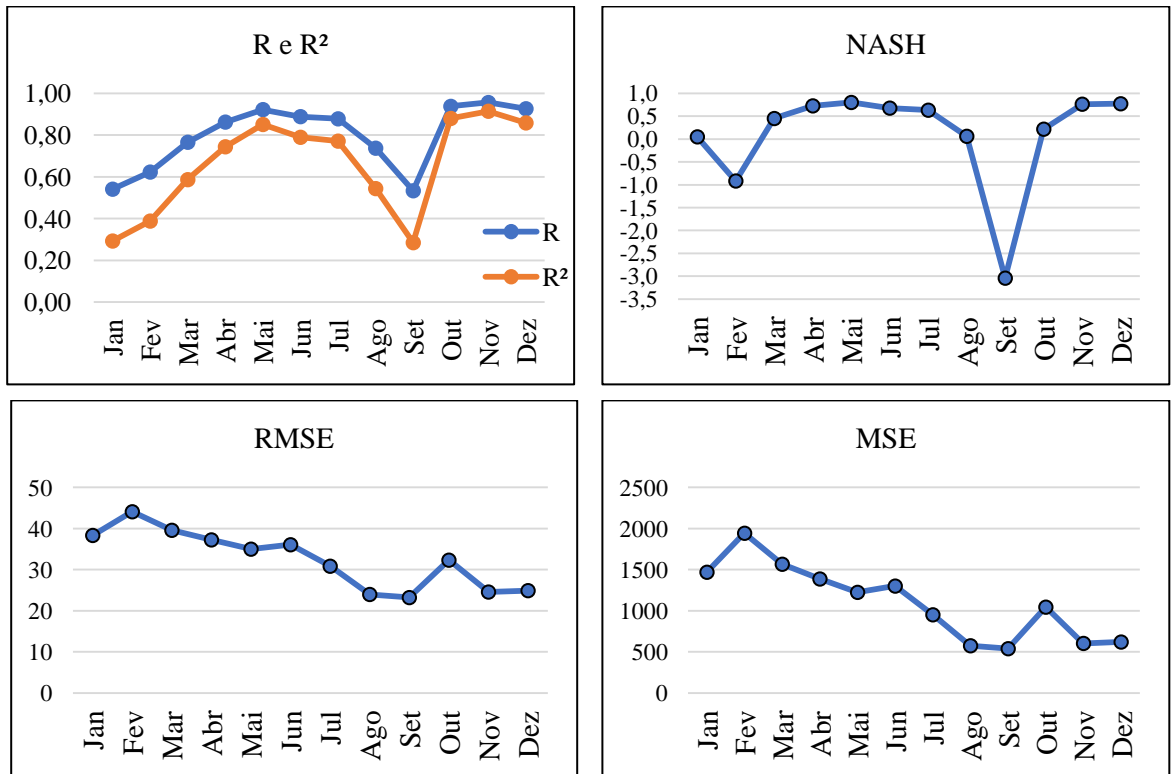 R e R²
1,00
0,80
0,60
0,40
0,20
0,00
R
R²
Jan Fev Mar Abr Mai Jun Jul Ago Set Out Nov Dez
NASH
1,0
0,5
0,0
-0,5
-1,0
-1,5
-2,0
-2,5
-3,0
-3,5
Jan Fev Mar Abr Mai Jun Jul Ago Set Out Nov Dez
RMSE
50
40
30
20
10
0
Jan Fev Mar Abr Mai Jun Jul Ago Set Out Nov Dez
MSE
2500
2000
1500
1000
500
0
Jan Fev Mar Abr Mai Jun Jul Ago Set Out Nov Dez